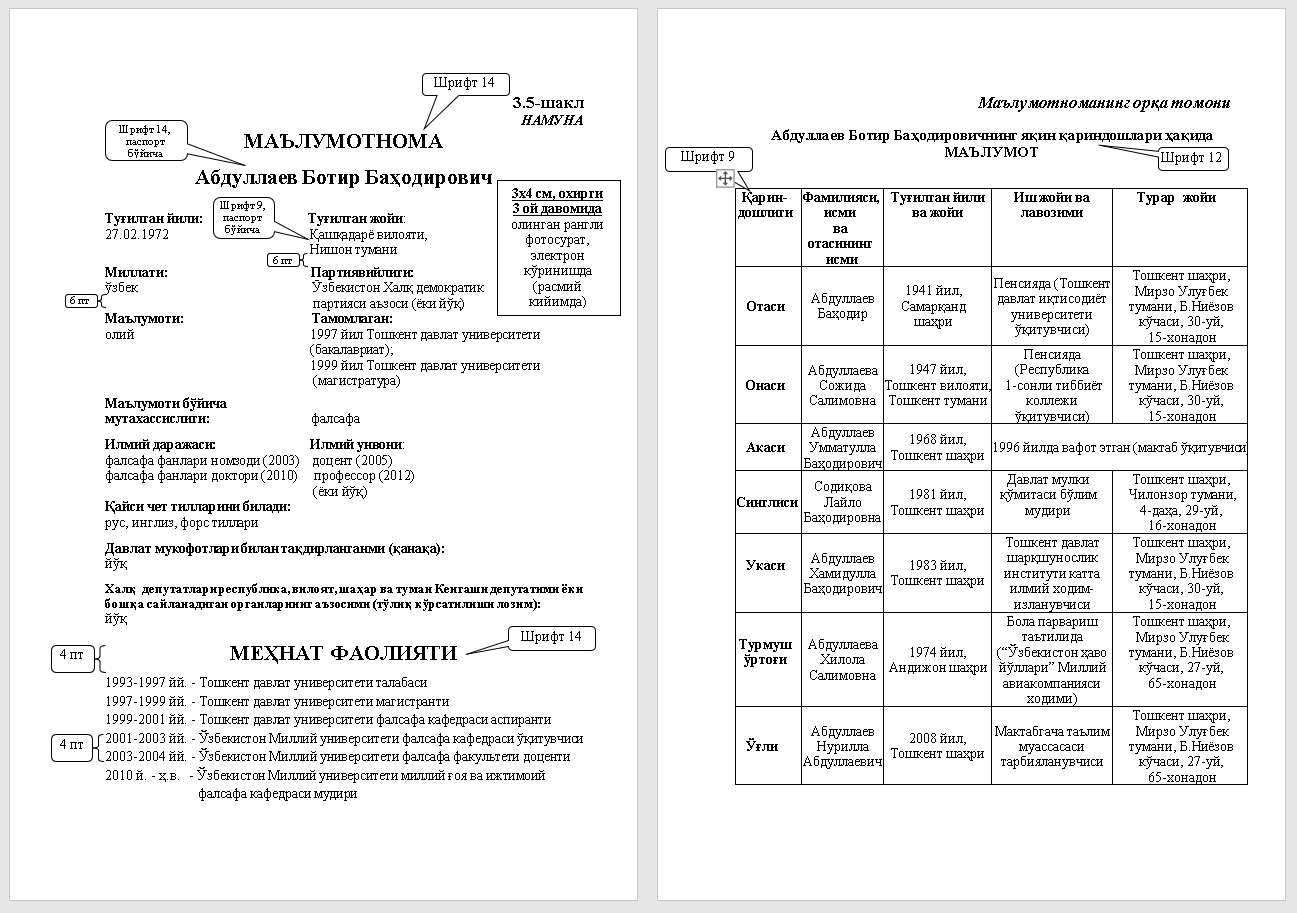 Шрифт 14
3.5-шакл
НАМУНА
Шрифт 14,
паспорт
бўйича
МАЪЛУМОТНОМА
Абдуллаев Ботир Баҳодирович
3х4 см, охирги
3 ой давомида
олинган рангли
фотосурат,
электрон
кўринишда
(расмий
кийимда)
Шрифт 9,
паспорт
бўйича
Туғилган йили:
Туғилган жойи:
27.02.1972
Қашқадарё вилояти,
Нишон тумани
6 пт
Миллати:
Партиявийлиги:
ўзбек
Ўзбекистон Халқ демократик
6 пт
партияси аъзоси (ёки йўқ)
Маълумоти:
Тамомлаган:
олий
1997 йил Тошкент давлат университети
(бакалавриат);
1999 йил Тошкент давлат университети
(магистратура)
Маълумоти бўйича
мутахассислиги:
фалсафа
Илмий даражаси:
Илмий унвони:
фалсафа фанлари номзоди (2003)
доцент (2005)
фалсафа фанлари доктори (2010)
профессор (2012)
(ёки йўқ)
Қайси чет тилларини билади:
рус, инглиз, форс тиллари
Давлат мукофотлари билан тақдирланганми (қанақа):
йўқ
Халқ депутатлари республика, вилоят, шаҳар ва туман Кенгаши депутатими ёки
бошқа сайланадиган органларнинг аъзосими (тўлиқ кўрсатилиши лозим):
йўқ
Шрифт 14
4 пт
МЕҲНАТ ФАОЛИЯТИ
1993-1997 йй. - Тошкент давлат университети талабаси
1997-1999 йй. - Тошкент давлат университети магистранти
1999-2001 йй. - Тошкент давлат университети фалсафа кафедраси аспиранти
4 пт
2001-2003 йй. - Ўзбекистон Миллий университети фалсафа кафедраси ўқитувчиси
2003-2004 йй. - Ўзбекистон Миллий университети фалсафа факультети доценти
2010 й. - ҳ.в. - Ўзбекистон Миллий университети миллий ғоя ва ижтимоий
фалсафа кафедраси мудири
Маълумотноманинг орқа томони
Абдуллаев Ботир Баҳодировичнинг яқин қариндошлари ҳақида
МАЪЛУМОТ
Шрифт 9
Шрифт 12
Қарин-
дошлиги
Фамилияси,
исми
ва
отасининг
исми
Туғилган йили
ва жойи
Иш жойи ва
лавозими
Турар жойи
Отаси
Абдуллаев
Баҳодир
1941 йил,
Самарқанд
шаҳри
Пенсияда (Тошкент
давлат иқтисодиёт
университети
ўқитувчиси)
Тошкент шаҳри,
Мирзо Улуғбек
тумани, Б.Ниёзов
кўчаси, 30-уй,
15-хонадон
Онаси
Абдуллаева
Сожида
Салимовна
1947 йил,
Тошкент вилояти,
Тошкент тумани
Пенсияда
(Республика
1-сонли тиббиёт
коллежи
ўқитувчиси)
Тошкент шаҳри,
Мирзо Улуғбек
тумани, Б.Ниёзов
кўчаси, 30-уй,
15-хонадон
Акаси
Абдуллаев
Умматулла
Баҳодирович
1968 йил,
Тошкент шаҳри
1996 йилда вафот этган (мактаб ўқитувчиси
Синглиси
Содиқова
Лайло
Баҳодировна
1981 йил,
Тошкент шаҳри
Давлат мулки
қўмитаси бўлим
мудири
Тошкент шаҳри,
Чилонзор тумани,
4-даҳа, 29-уй,
16-хонадон
Укаси
Абдуллаев
Хамидулла
Баҳодирович
1983 йил,
Тошкент шаҳри
Тошкент давлат
шарқшунослик
институти катта
илмий ходим-
изланувчиси
Тошкент шаҳри,
Мирзо Улуғбек
тумани, Б.Ниёзов
кўчаси, 30-уй,
15-хонадон
Турмуш
ўртоғи
Абдуллаева
Хилола
Салимовна
1974 йил,
Андижон шаҳри
Бола парвариш
таътилида
(“Ўзбекистон ҳаво
йўллари” Миллий
авиакомпанияси
ходими)
Тошкент шаҳри,
Мирзо Улуғбек
тумани, Б.Ниёзов
кўчаси, 27-уй,
65-хонадон
Ўғли
Абдуллаев
Нурилла
Абдуллаевич
2008 йил,
Тошкент шаҳри
Мактабгача таълим
муассасаси
тарбияланувчиси
Тошкент шаҳри,
Мирзо Улуғбек
тумани, Б.Ниёзов
кўчаси, 27-уй,
65-хонадон